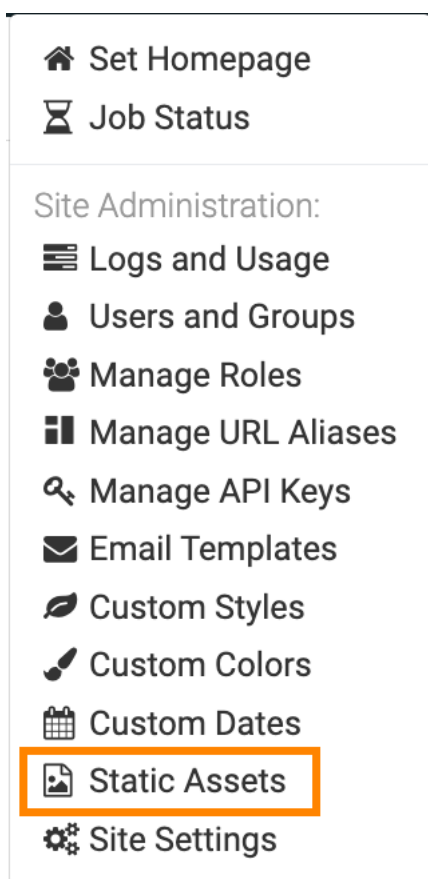 Set Homepage
Job Status
Site Administration:
Logs and Usage
Users and Groups
Manage Roles
Manage URL Aliases
Manage API Keys
Email Templates
Custom Styles
Custom Colors
Custom Dates
Static Assets
Site Settings